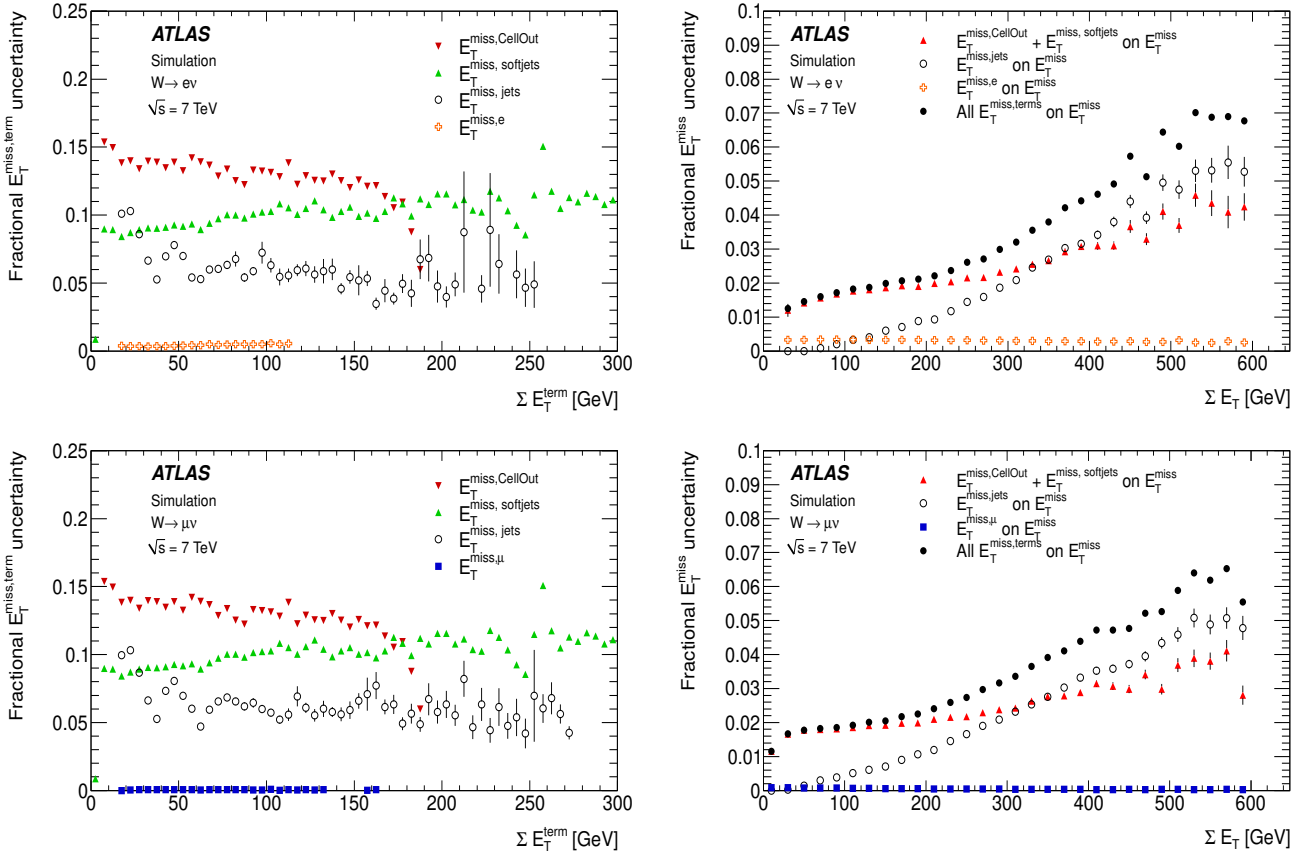 Fractional E_T^miss,term uncertainty
0.25
0.2
0.15
0.1
0.05
0
ATLAS
Simulation
W→ eν
√s = 7 TeV
E_T^miss,CellOut
E_T^miss, softjets
E_T^miss, jets
E_T^miss,e
0 50 100 150 200 250 300
Σ E_T^term [GeV]
Fractional E_T^miss uncertainty
0.1
0.09
0.08
0.07
0.06
0.05
0.04
0.03
0.02
0.01
0
ATLAS
Simulation
W→ e ν
√s = 7 TeV
E_T^miss,CellOut + E_T^miss, softjets on E_T^miss
E_T^miss,jets on E_T^miss
E_T^miss,e on E_T^miss
All E_T^miss,terms on E_T^miss
0 100 200 300 400 500 600
Σ E_T [GeV]
Fractional E_T^miss,term uncertainty
0.25
0.2
0.15
0.1
0.05
0
ATLAS
Simulation
W→ μν
√s = 7 TeV
E_T^miss,CellOut
E_T^miss, softjets
E_T^miss, jets
E_T^miss,μ
0 50 100 150 200 250 300
Σ E_T^term [GeV]
Fractional E_T^miss uncertainty
0.1
0.09
0.08
0.07
0.06
0.05
0.04
0.03
0.02
0.01
0
ATLAS
Simulation
W→ μν
√s = 7 TeV
E_T^miss,CellOut + E_T^miss, softjets on E_T^miss
E_T^miss,jets on E_T^miss
E_T^miss,μ on E_T^miss
All E_T^miss,terms on E_T^miss
0 100 200 300 400 500 600
Σ E_T [GeV]